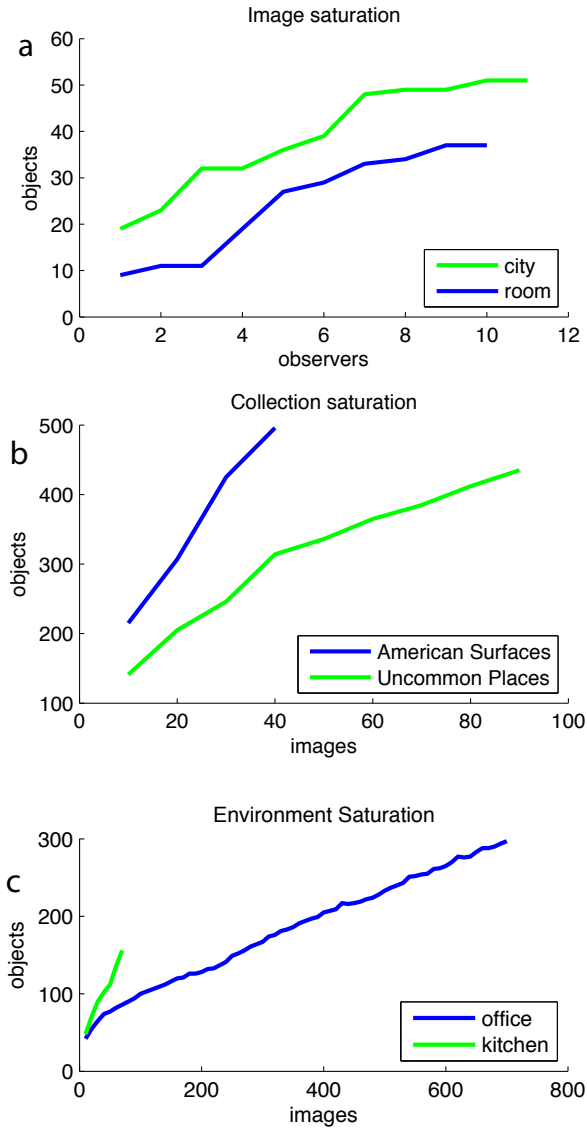 Image saturation
a
60
50
40
30
20
10
0
objects
city
room
0 2 4 6 8 10 12
observers
Collection saturation
b
500
400
300
200
100
objects
American Surfaces
Uncommon Places
0 20 40 60 80 100
images
Environment Saturation
c
300
200
100
0
objects
office
kitchen
0 200 400 600 800
images